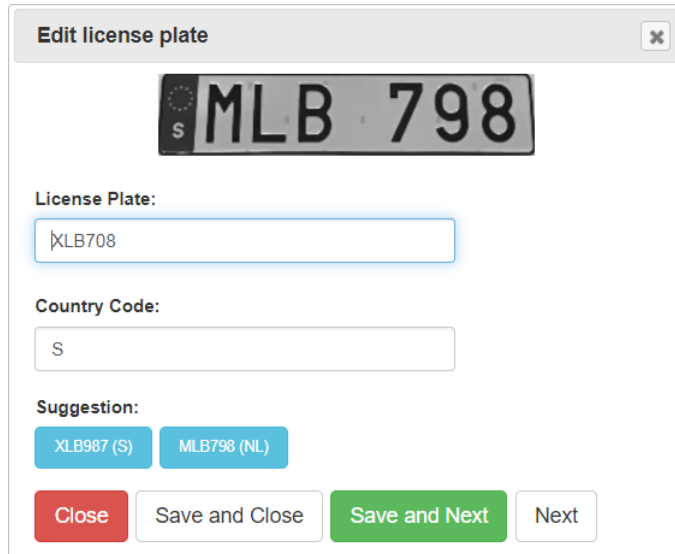 Edit license plate
S MLB 798
License Plate:
XLB708
Country Code:
S
Suggestion:
XLB987 (S) MLB798 (NL)
Close Save and Close Save and Next Next